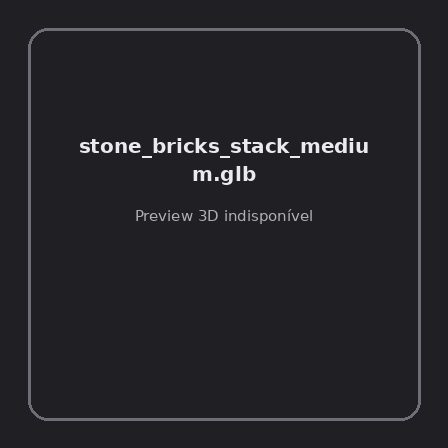 stone_bricks_stack_mediu
m.glb
Preview 3D indisponível